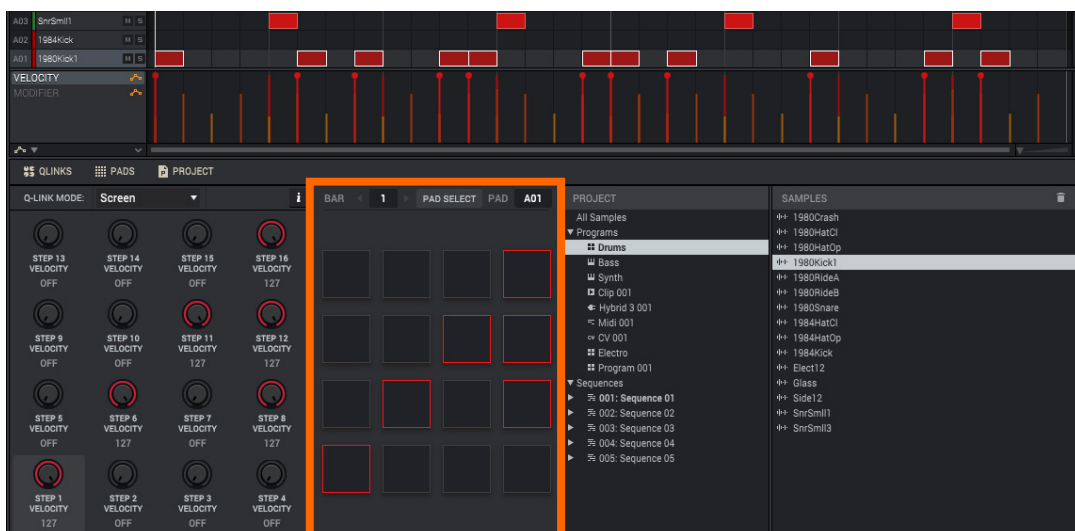 A03 SnrSmll1 M S
A02 1984Kick M S
A01 1980Kick1 M S
VELOCITY
MODIFIER
QLINKS PADS PROJECT
Q-LINK MODE: Screen i
BAR 1 PAD SELECT PAD A01
PROJECT
SAMPLES
STEP 13 STEP 14 STEP 15 STEP 16
VELOCITY VELOCITY VELOCITY VELOCITY
OFF OFF OFF 127
STEP 9 STEP 10 STEP 11 STEP 12
VELOCITY VELOCITY VELOCITY VELOCITY
OFF OFF 127 127
STEP 5 STEP 6 STEP 7 STEP 8
VELOCITY VELOCITY VELOCITY VELOCITY
OFF 127 OFF 127
STEP 1 STEP 2 STEP 3 STEP 4
VELOCITY VELOCITY VELOCITY VELOCITY
127 OFF OFF OFF
All Samples
Programs
Drums
Bass
Synth
Clip 001
Hybrid 3 001
Midi 001
CV 001
Electro
Program 001
Sequences
001: Sequence 01
002: Sequence 02
003: Sequence 03
004: Sequence 04
005: Sequence 05
1980Crash
1980HatCl
1980HatOp
1980Kick1
1980RideA
1980RideB
1980Snare
1984HatCl
1984HatOp
1984Kick
Elect12
Glass
Side12
SnrSmll1
SnrSmll3